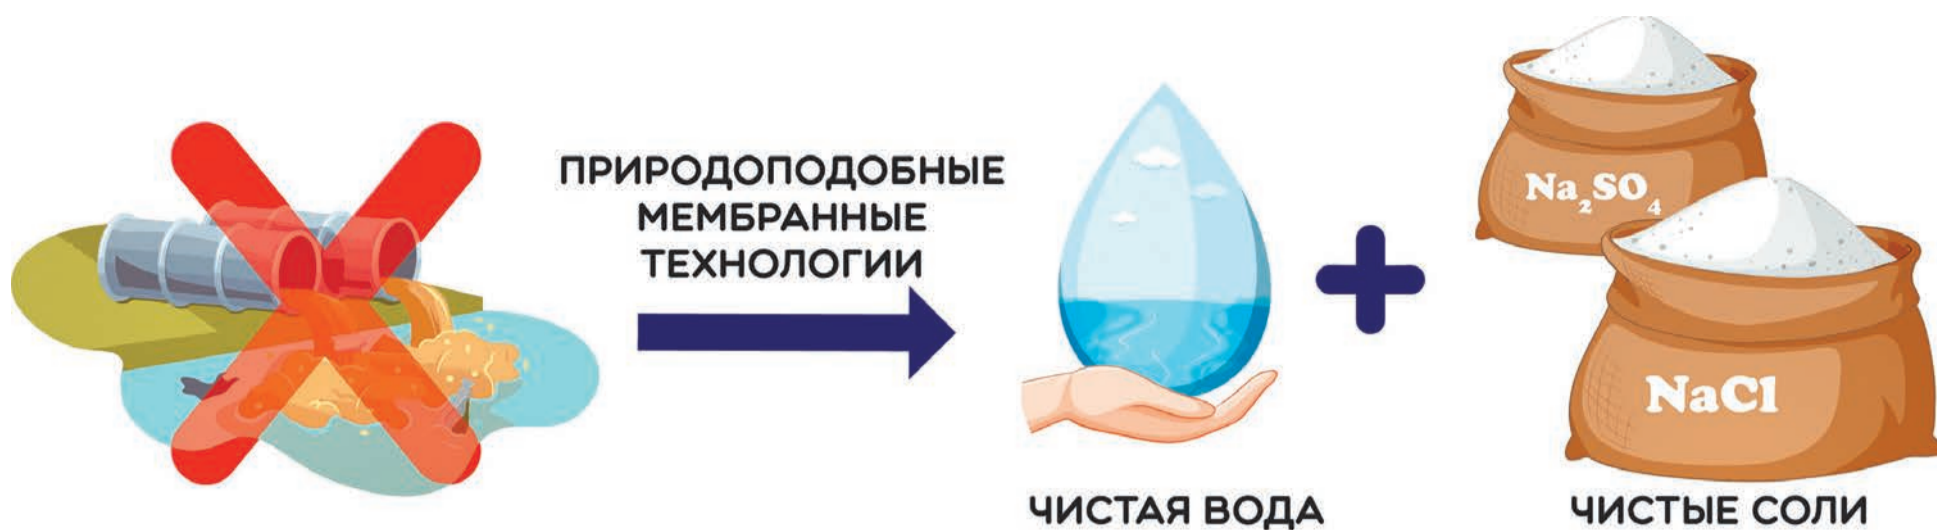 ПРИРОДОПОДОБНЫЕ
МЕМБРАННЫЕ
ТЕХНОЛОГИИ
Na₂SO₄
NaCl
ЧИСТАЯ ВОДА
ЧИСТЫЕ СОЛИ